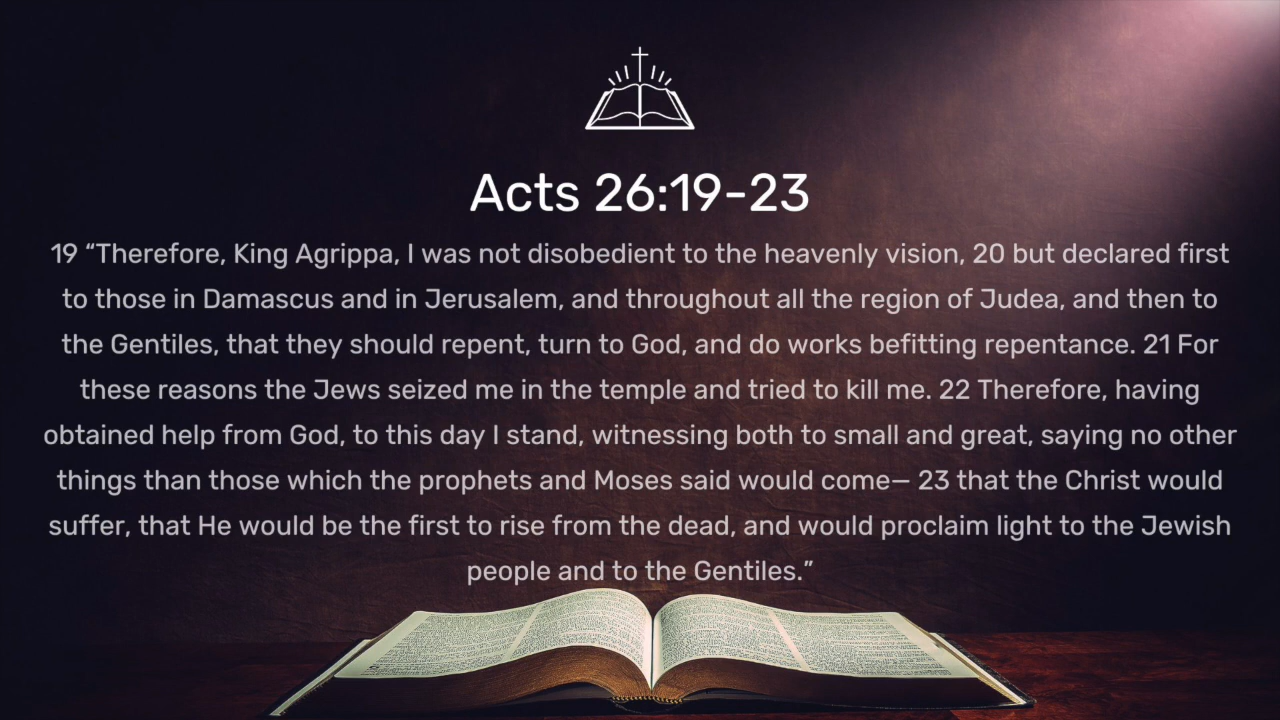 Acts 26:19-23
19 “Therefore, King Agrippa, I was not disobedient to the heavenly vision, 20 but declared first
to those in Damascus and in Jerusalem, and throughout all the region of Judea, and then to
the Gentiles, that they should repent, turn to God, and do works befitting repentance. 21 For
these reasons the Jews seized me in the temple and tried to kill me. 22 Therefore, having
obtained help from God, to this day I stand, witnessing both to small and great, saying no other
things than those which the prophets and Moses said would come— 23 that the Christ would
suffer, that He would be the first to rise from the dead, and would proclaim light to the Jewish
people and to the Gentiles.”